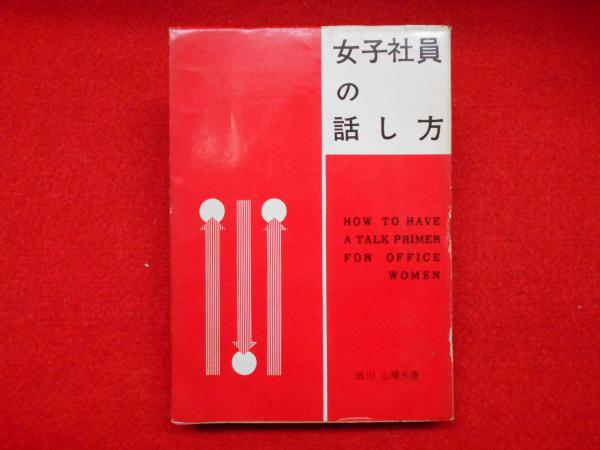 女子社員
の
話し方
HOW TO HAVE
A TALK PRIMER
FOR OFFICE
WOMEN